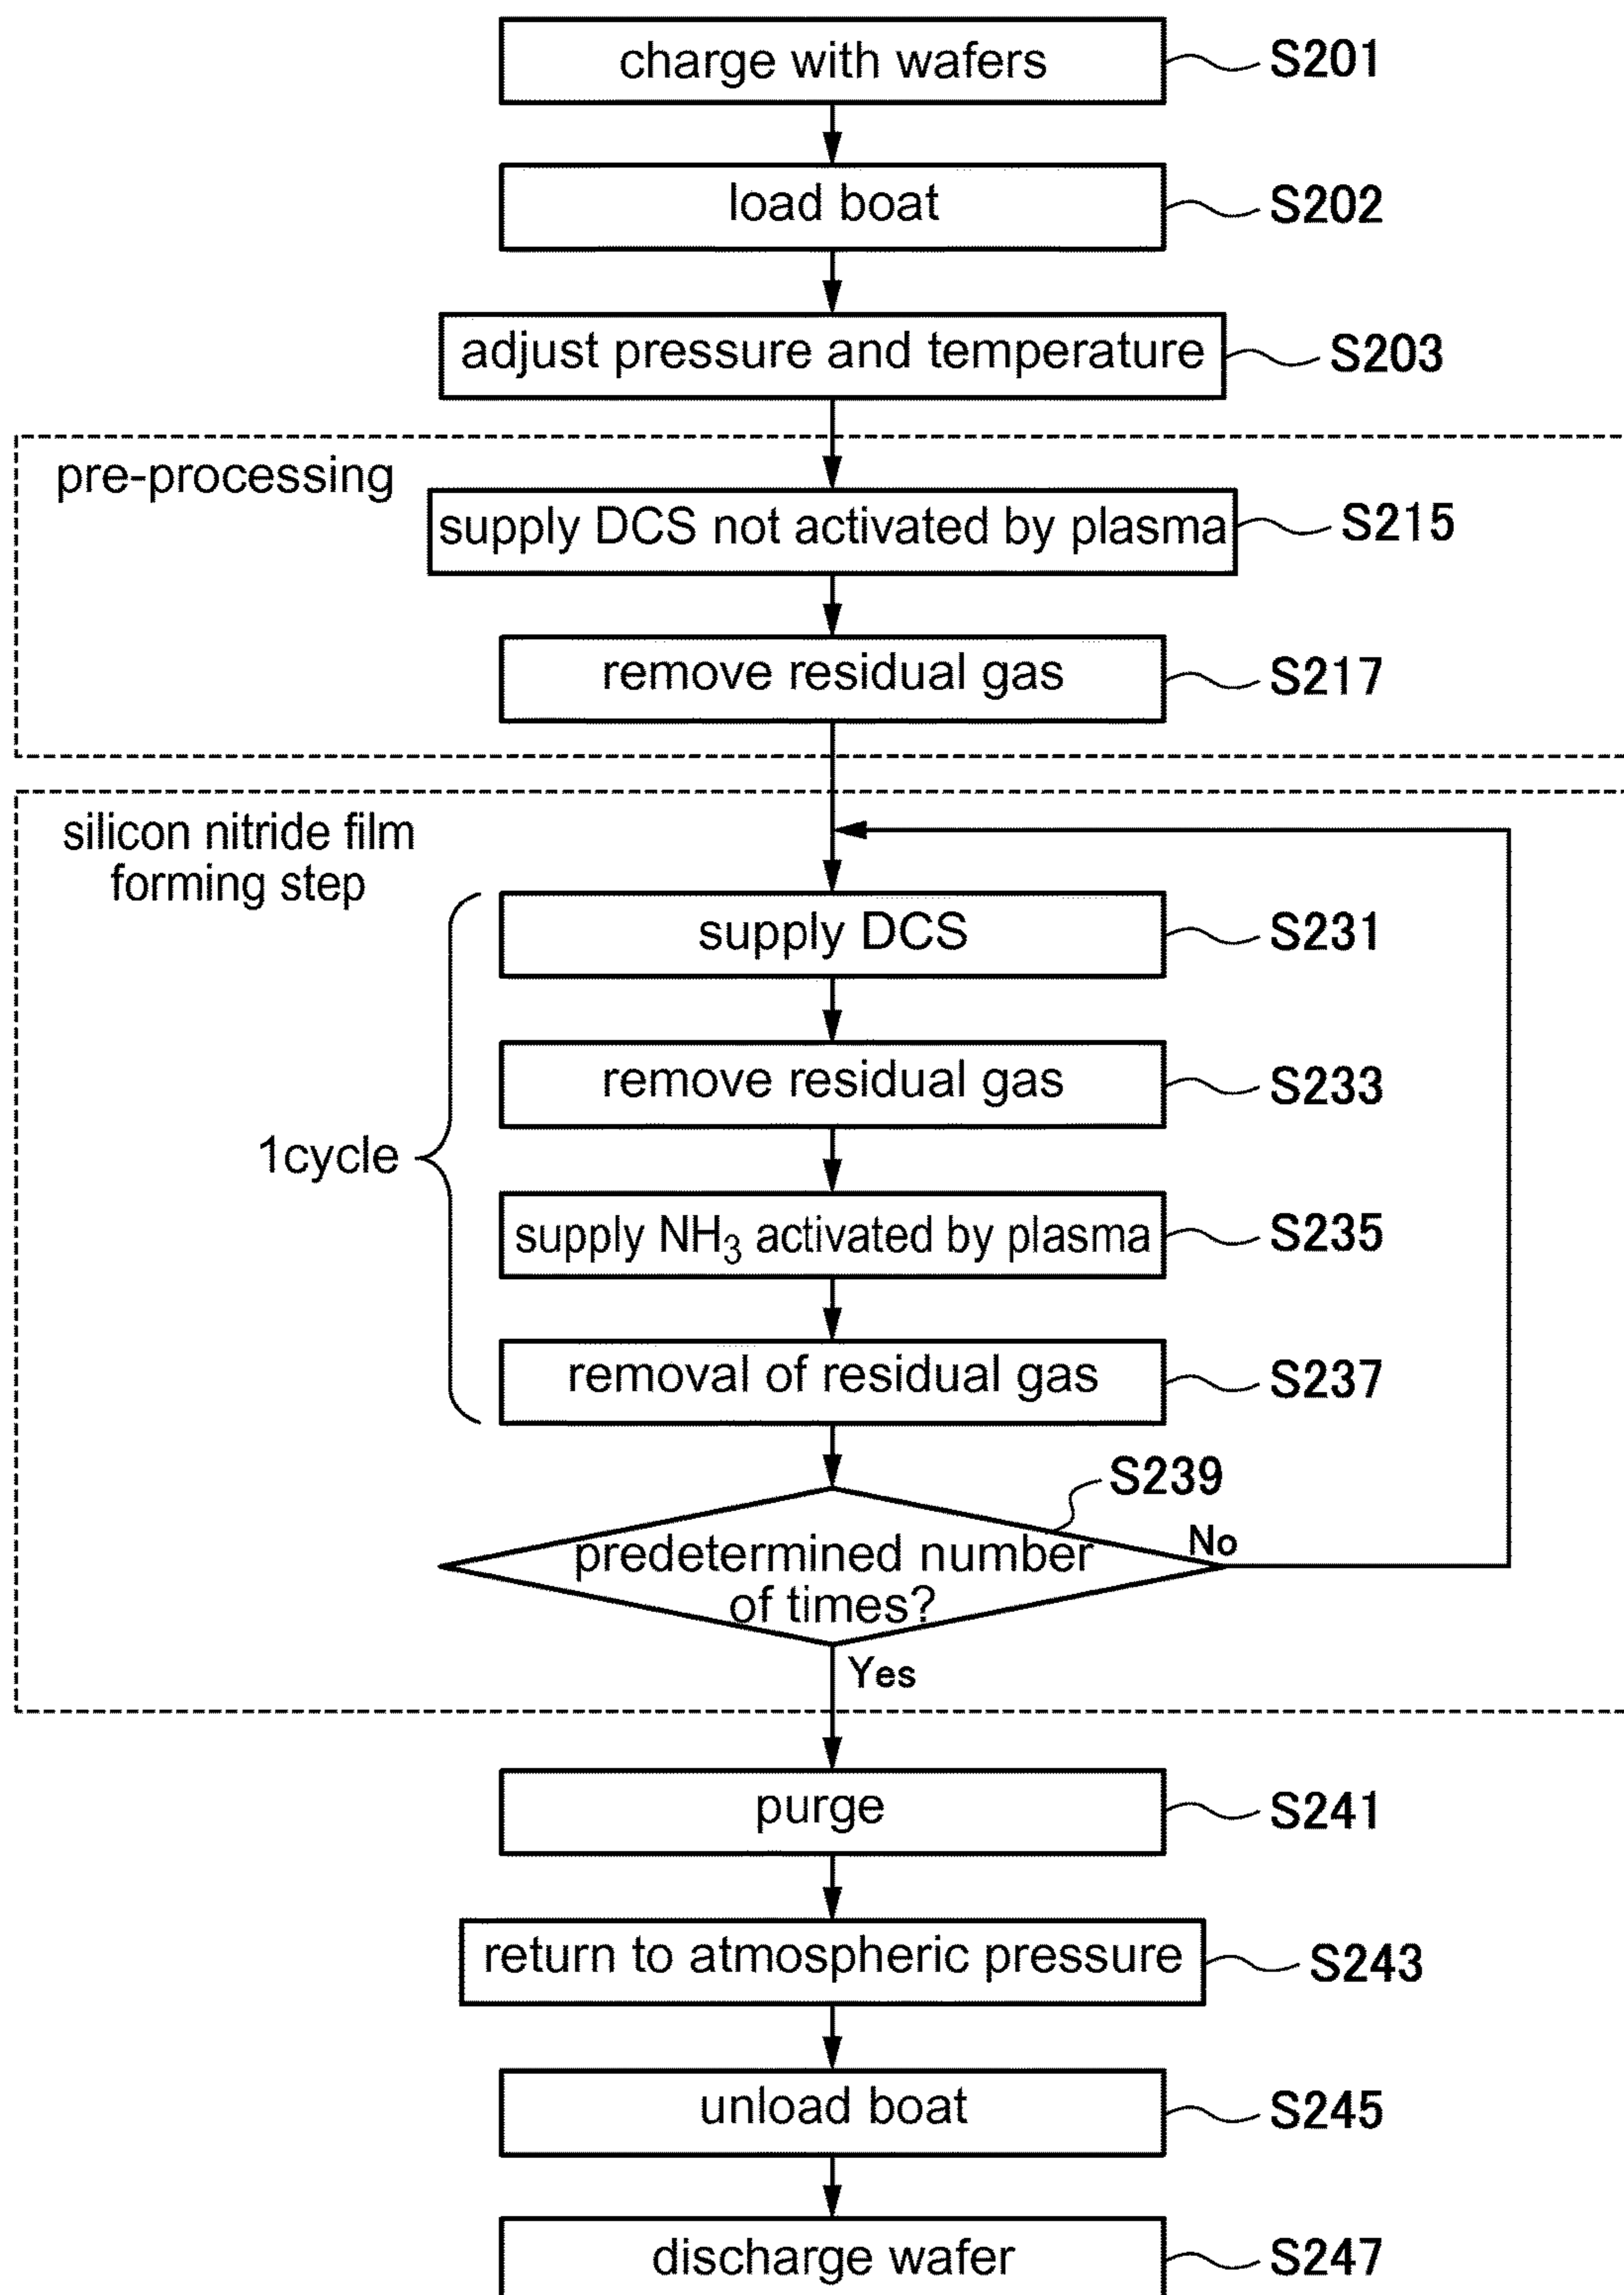 charge with wafers
S201
load boat
S202
adjust pressure and temperature
S203
pre-processing
supply DCS not activated by plasma
S215
remove residual gas
S217
silicon nitride film
forming step
supply DCS
S231
remove residual gas
S233
1cycle
supply NH3 activated by plasma
S235
removal of residual gas
S237
S239
predetermined number
of times?
No
Yes
purge
S241
return to atmospheric pressure
S243
unload boat
S245
discharge wafer
S247